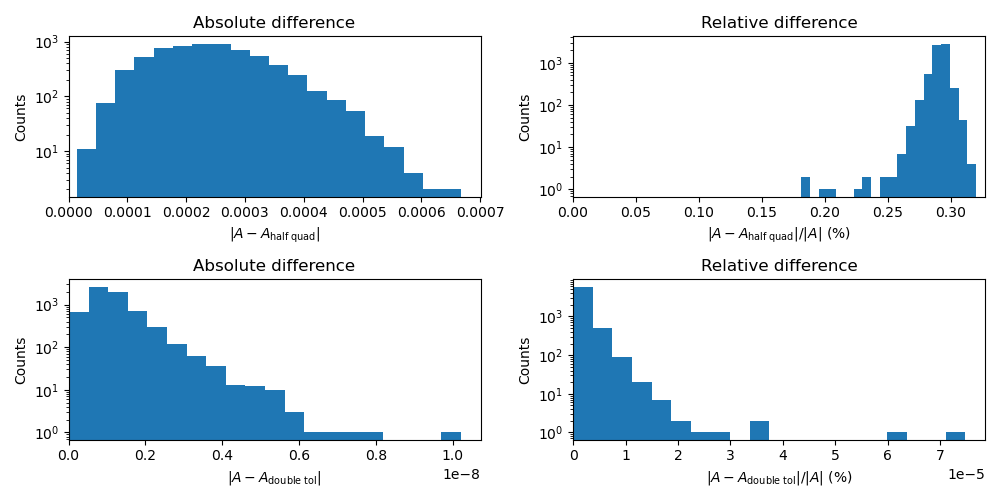 Absolute difference
Counts
10³
10²
10¹
0.0000 0.0001 0.0002 0.0003 0.0004 0.0005 0.0006 0.0007
|A − A_half quad|
Relative difference
Counts
10³
10²
10¹
10⁰
0.00 0.05 0.10 0.15 0.20 0.25 0.30
|A − A_half quad|/|A| (%)
Absolute difference
Counts
10³
10²
10¹
10⁰
0.0 0.2 0.4 0.6 0.8 1.0
1e−8
|A − A_double tol|
Relative difference
Counts
10³
10²
10¹
10⁰
0 1 2 3 4 5 6 7
1e−5
|A − A_double tol|/|A| (%)